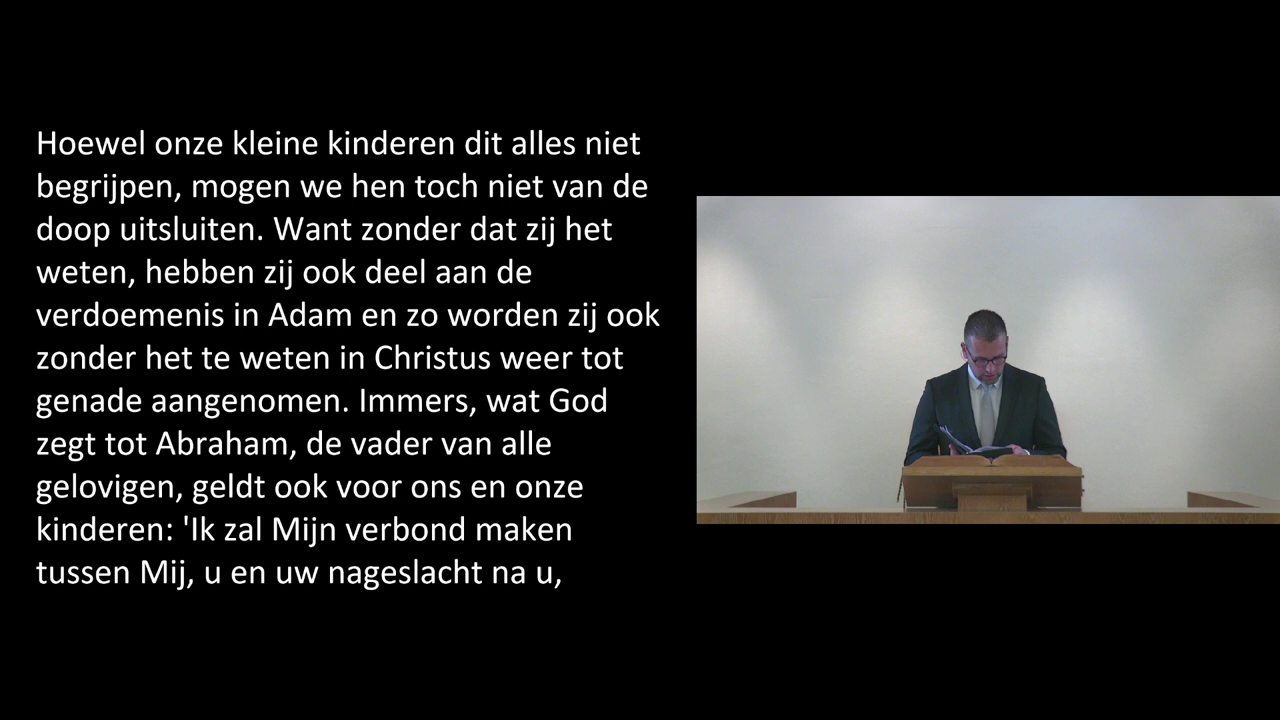 Hoewel onze kleine kinderen dit alles niet
begrijpen, mogen we hen toch niet van de
doop uitsluiten. Want zonder dat zij het
weten, hebben zij ook deel aan de
verdoemenis in Adam en zo worden zij ook
zonder het te weten in Christus weer tot
genade aangenomen. Immers, wat God
zegt tot Abraham, de vader van alle
gelovigen, geldt ook voor ons en onze
kinderen: 'Ik zal Mijn verbond maken
tussen Mij, u en uw nageslacht na u,